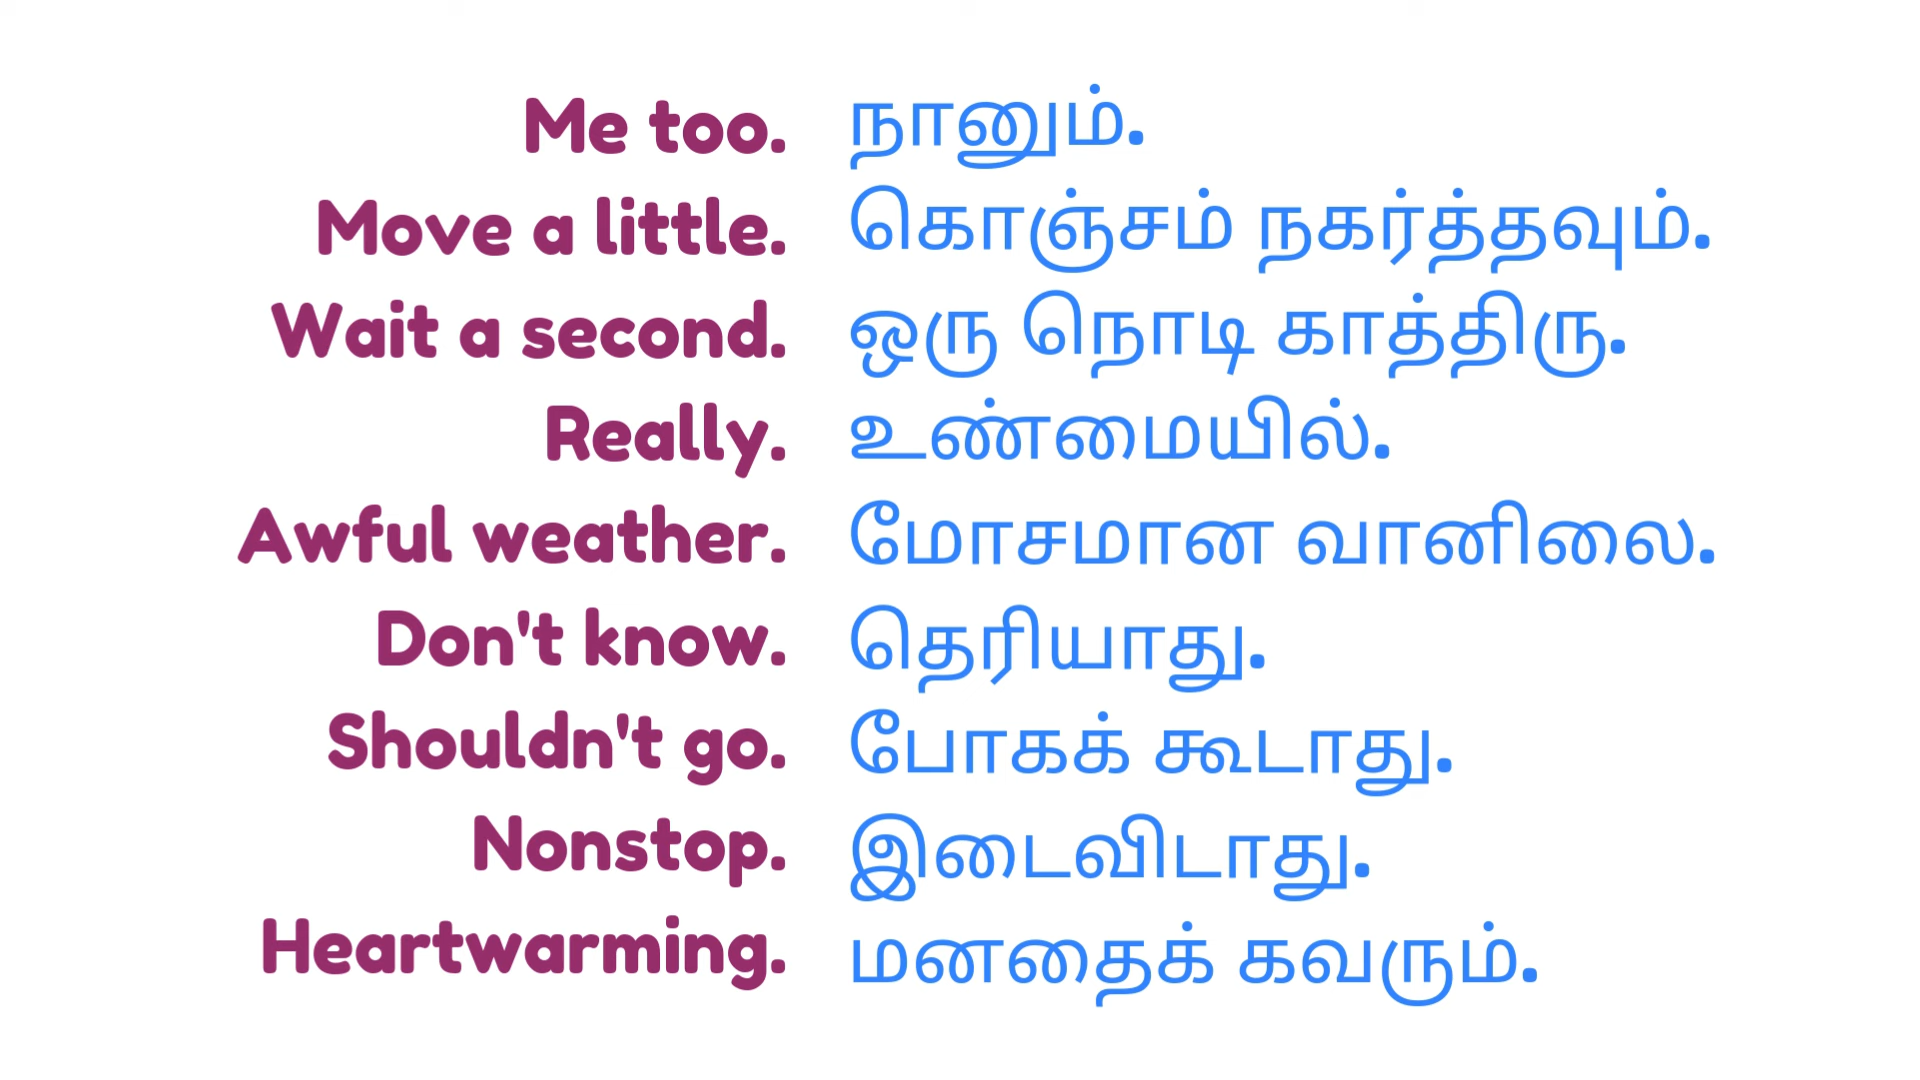 Me too. நானும்.
Move a little. கொஞ்சம் நகர்த்தவும்.
Wait a second. ஒரு நொடி காத்திரு.
Really. உண்மையில்.
Awful weather. மோசமான வானிலை.
Don't know. தெரியாது.
Shouldn't go. போகக் கூடாது.
Nonstop. இடைவிடாது.
Heartwarming. மனதைக் கவரும்.